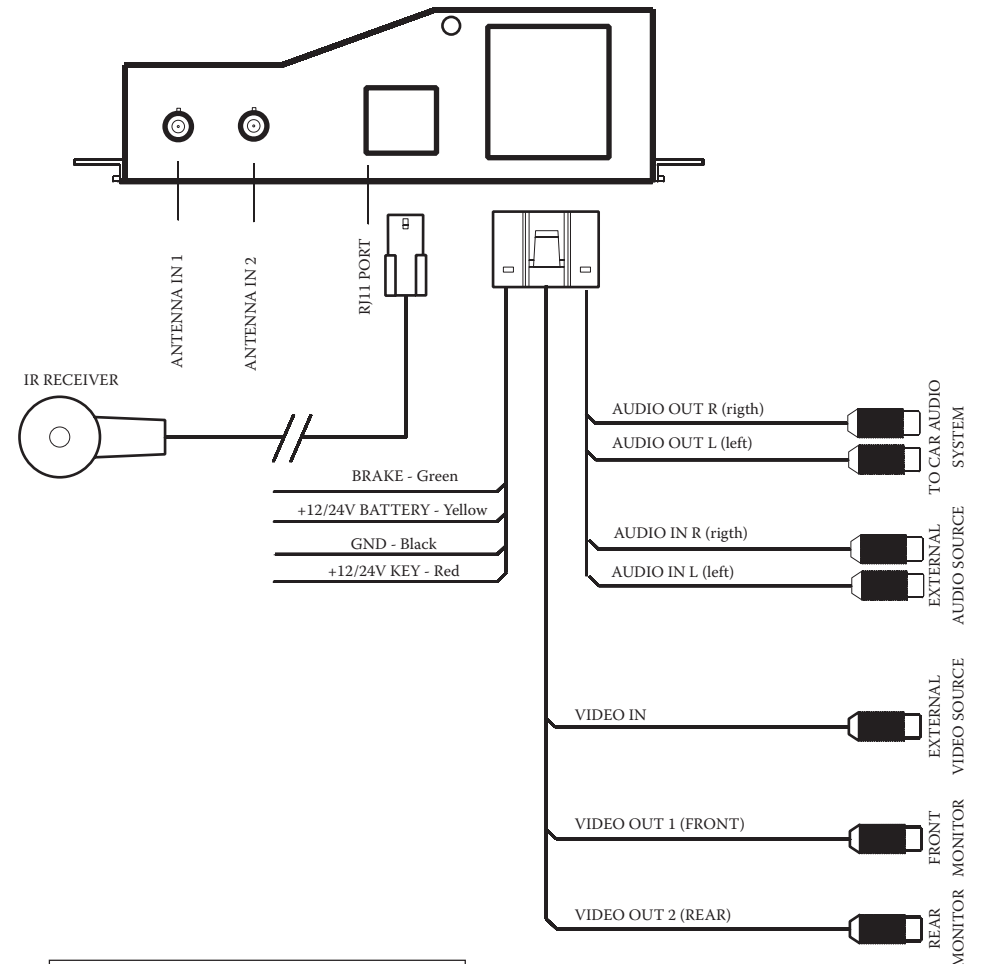 ANTENNA IN 1
ANTENNA IN 2
RJ11 PORT
IR RECEIVER
BRAKE - Green
+12/24V BATTERY - Yellow
GND - Black
+12/24V KEY - Red
AUDIO OUT R (rigth)
AUDIO OUT L (left)
TO CAR AUDIO
SYSTEM
AUDIO IN R (rigth)
AUDIO IN L (left)
EXTERNAL
AUDIO SOURCE
VIDEO IN
EXTERNAL
VIDEO SOURCE
VIDEO OUT 1 (FRONT)
FRONT
MONITOR
VIDEO OUT 2 (REAR)
REAR
MONITOR